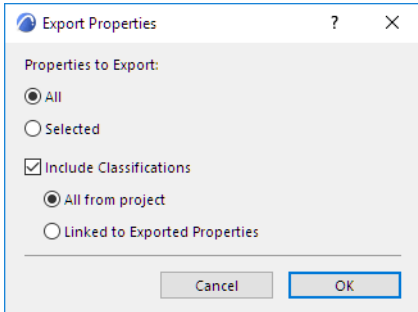 Export Properties
Properties to Export:
All
Selected
Include Classifications
All from project
Linked to Exported Properties
Cancel OK